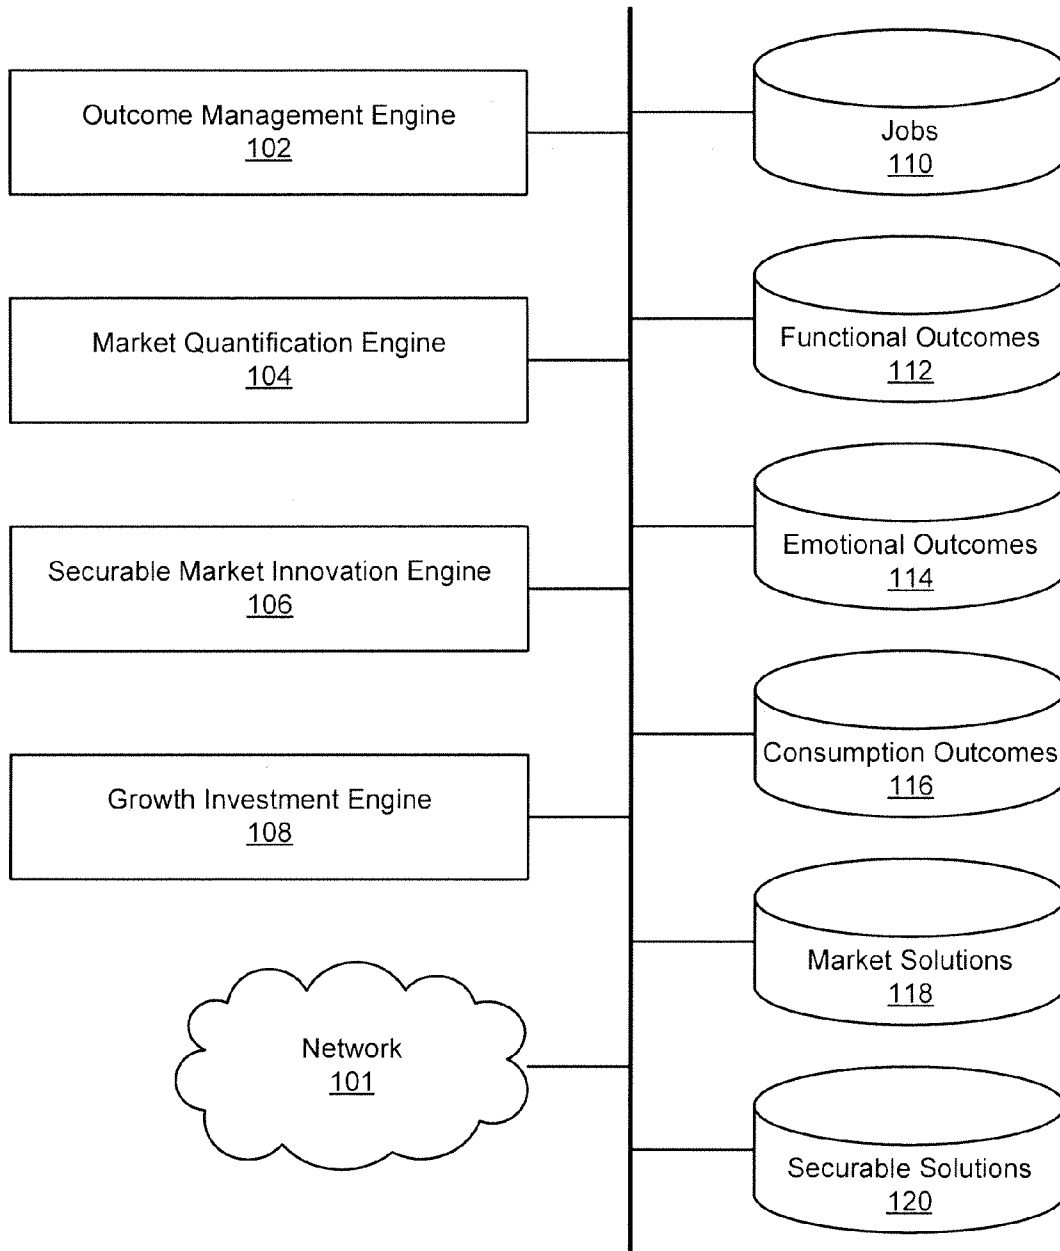 Outcome Management Engine
102
Market Quantification Engine
104
Securable Market Innovation Engine
106
Growth Investment Engine
108
Network
101
Jobs
110
Functional Outcomes
112
Emotional Outcomes
114
Consumption Outcomes
116
Market Solutions
118
Securable Solutions
120